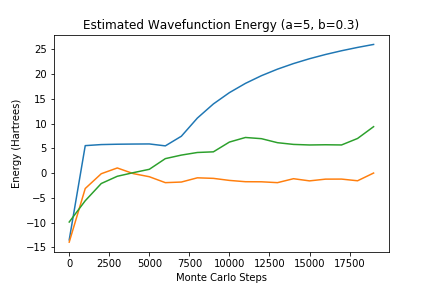 Estimated Wavefunction Energy (a=5, b=0.3)
Energy (Hartrees)
25
20
15
10
5
0
−5
−10
−15
0 2500 5000 7500 10000 12500 15000 17500
Monte Carlo Steps